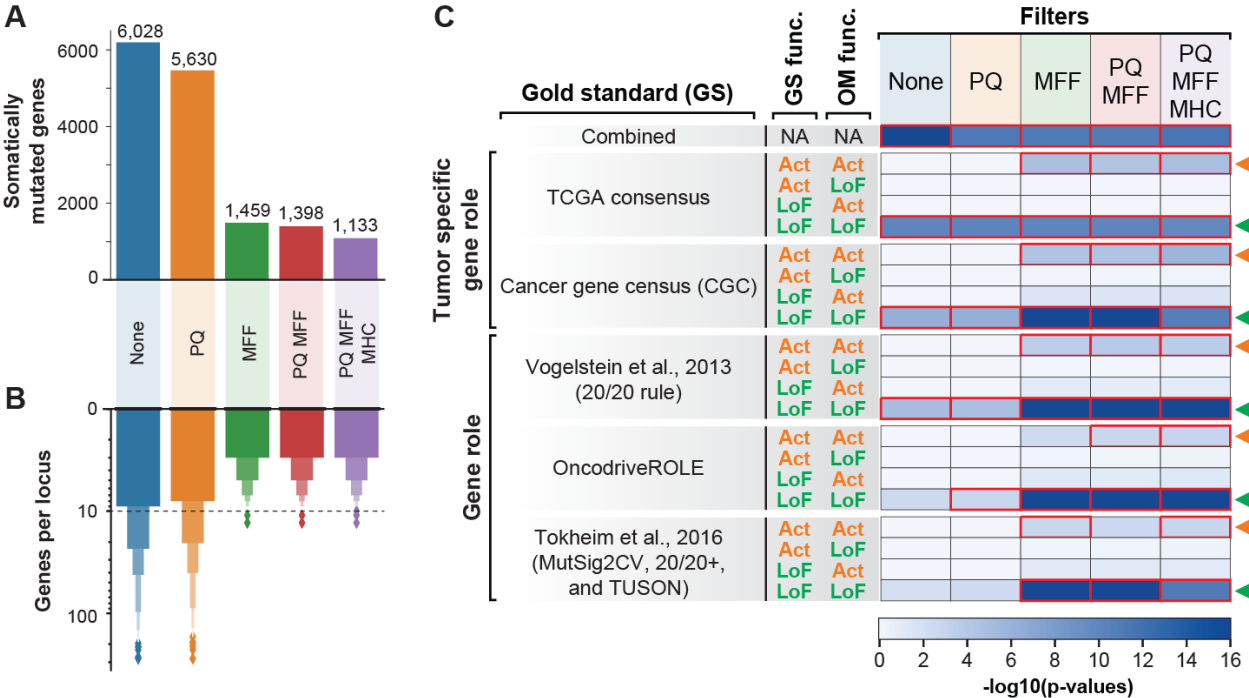 A
Somatically
mutated genes
6000
4000
2000
0
6,028
5,630
1,459
1,398
1,133
None
PQ
MFF
PQ MFF
PQ MFF
MHC
B
Genes per locus
0
10
100
C
Gold standard (GS)
GS func.
OM func.
Filters
None
PQ
MFF
PQ
MFF
PQ
MFF
MHC
Combined NA NA
Tumor specific
gene role
TCGA consensus
Act Act
Act LoF
LoF Act
LoF LoF
Cancer gene census (CGC)
Act Act
Act LoF
LoF Act
LoF LoF
Gene role
Vogelstein et al., 2013
(20/20 rule)
Act Act
Act LoF
LoF Act
LoF LoF
OncodriveROLE
Act Act
Act LoF
LoF Act
LoF LoF
Tokheim et al., 2016
(MutSig2CV, 20/20+,
and TUSON)
Act Act
Act LoF
LoF Act
LoF LoF
0 2 4 6 8 10 12 14 16
-log10(p-values)